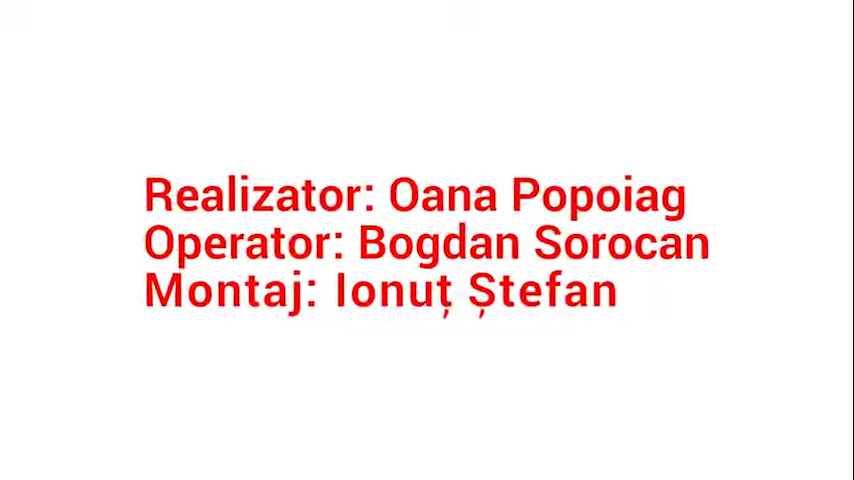 Realizator: Oana Popoiag
Operator: Bogdan Sorocan
Montaj: Ionuț Ștefan